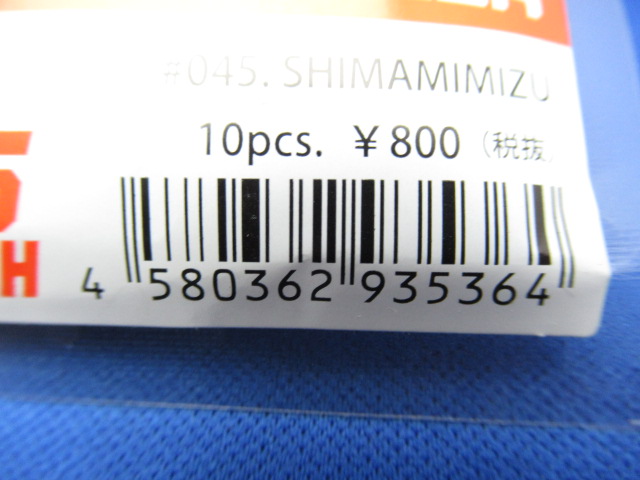 #045. SHIMAMIMIZU
10pcs. ¥800 (税抜
4 580362 935364